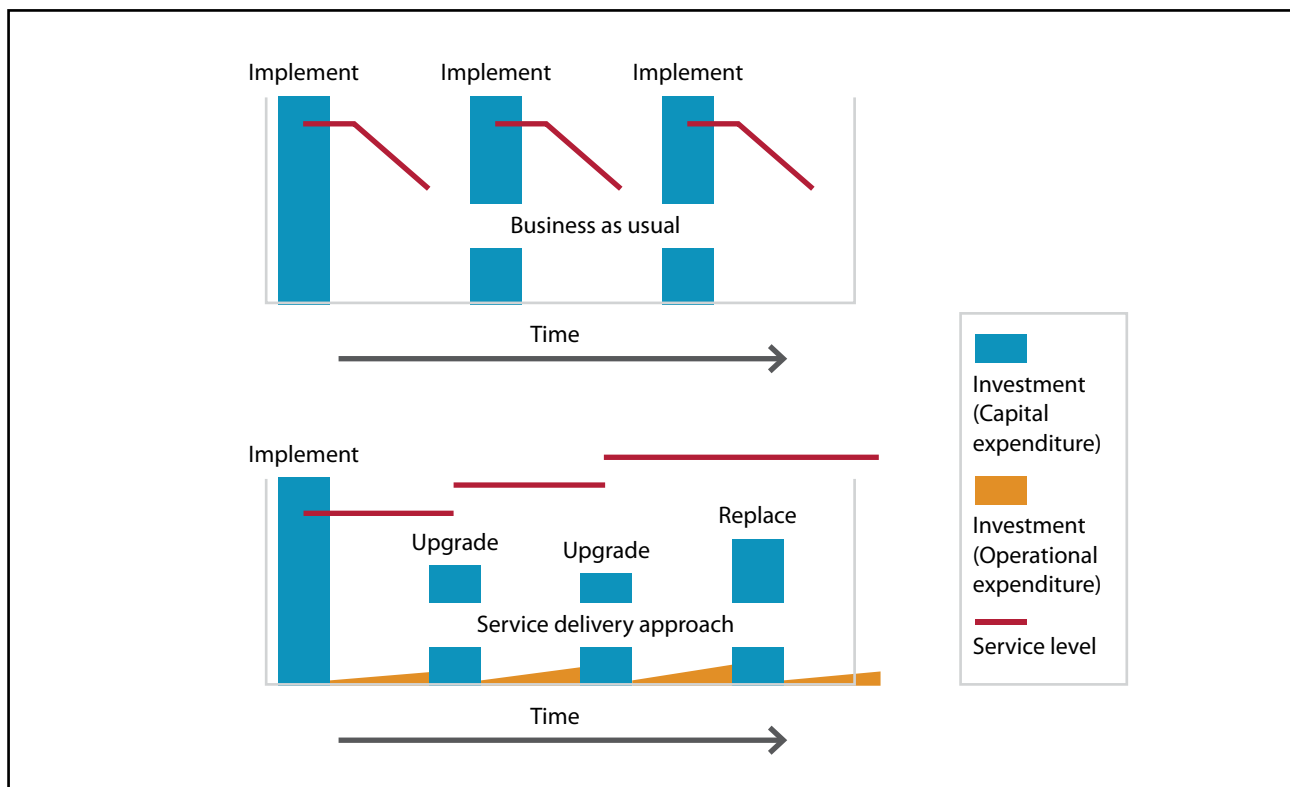 Implement Implement Implement
Business as usual
Time
Implement
Upgrade
Upgrade
Replace
Service delivery approach
Time
Investment
(Capital
expenditure)
Investment
(Operational
expenditure)
Service level